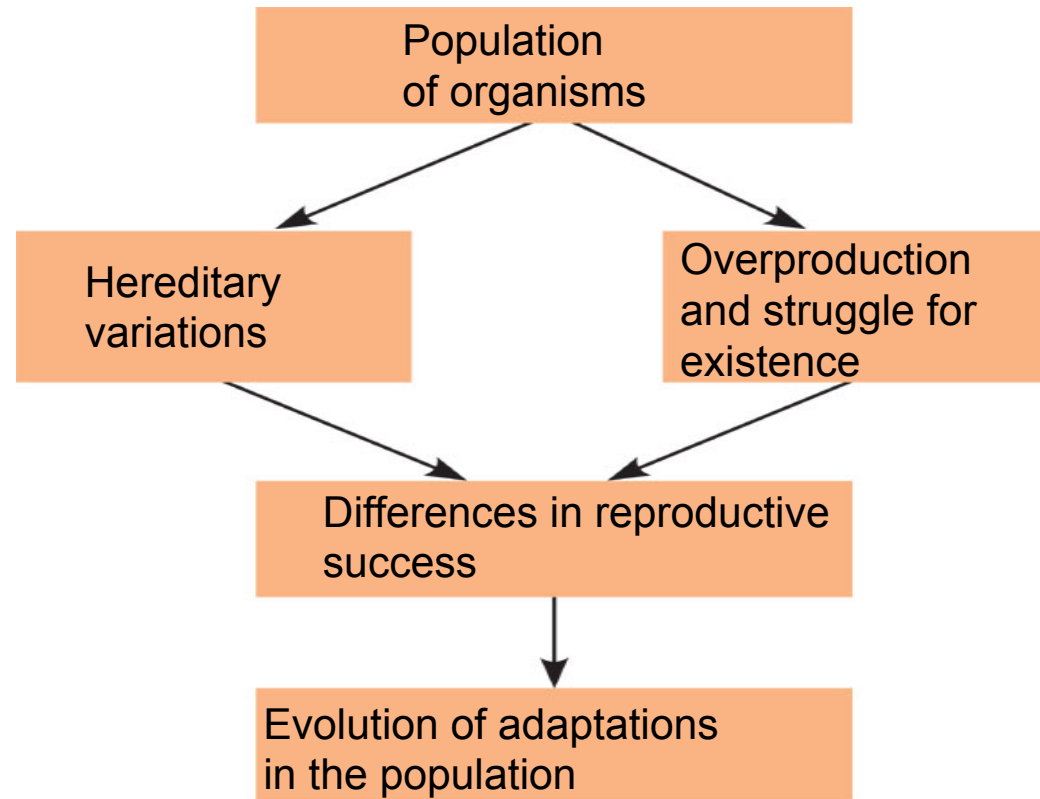 Population
of organisms
Hereditary
variations
Overproduction
and struggle for
existence
Differences in reproductive
success
Evolution of adaptations
in the population